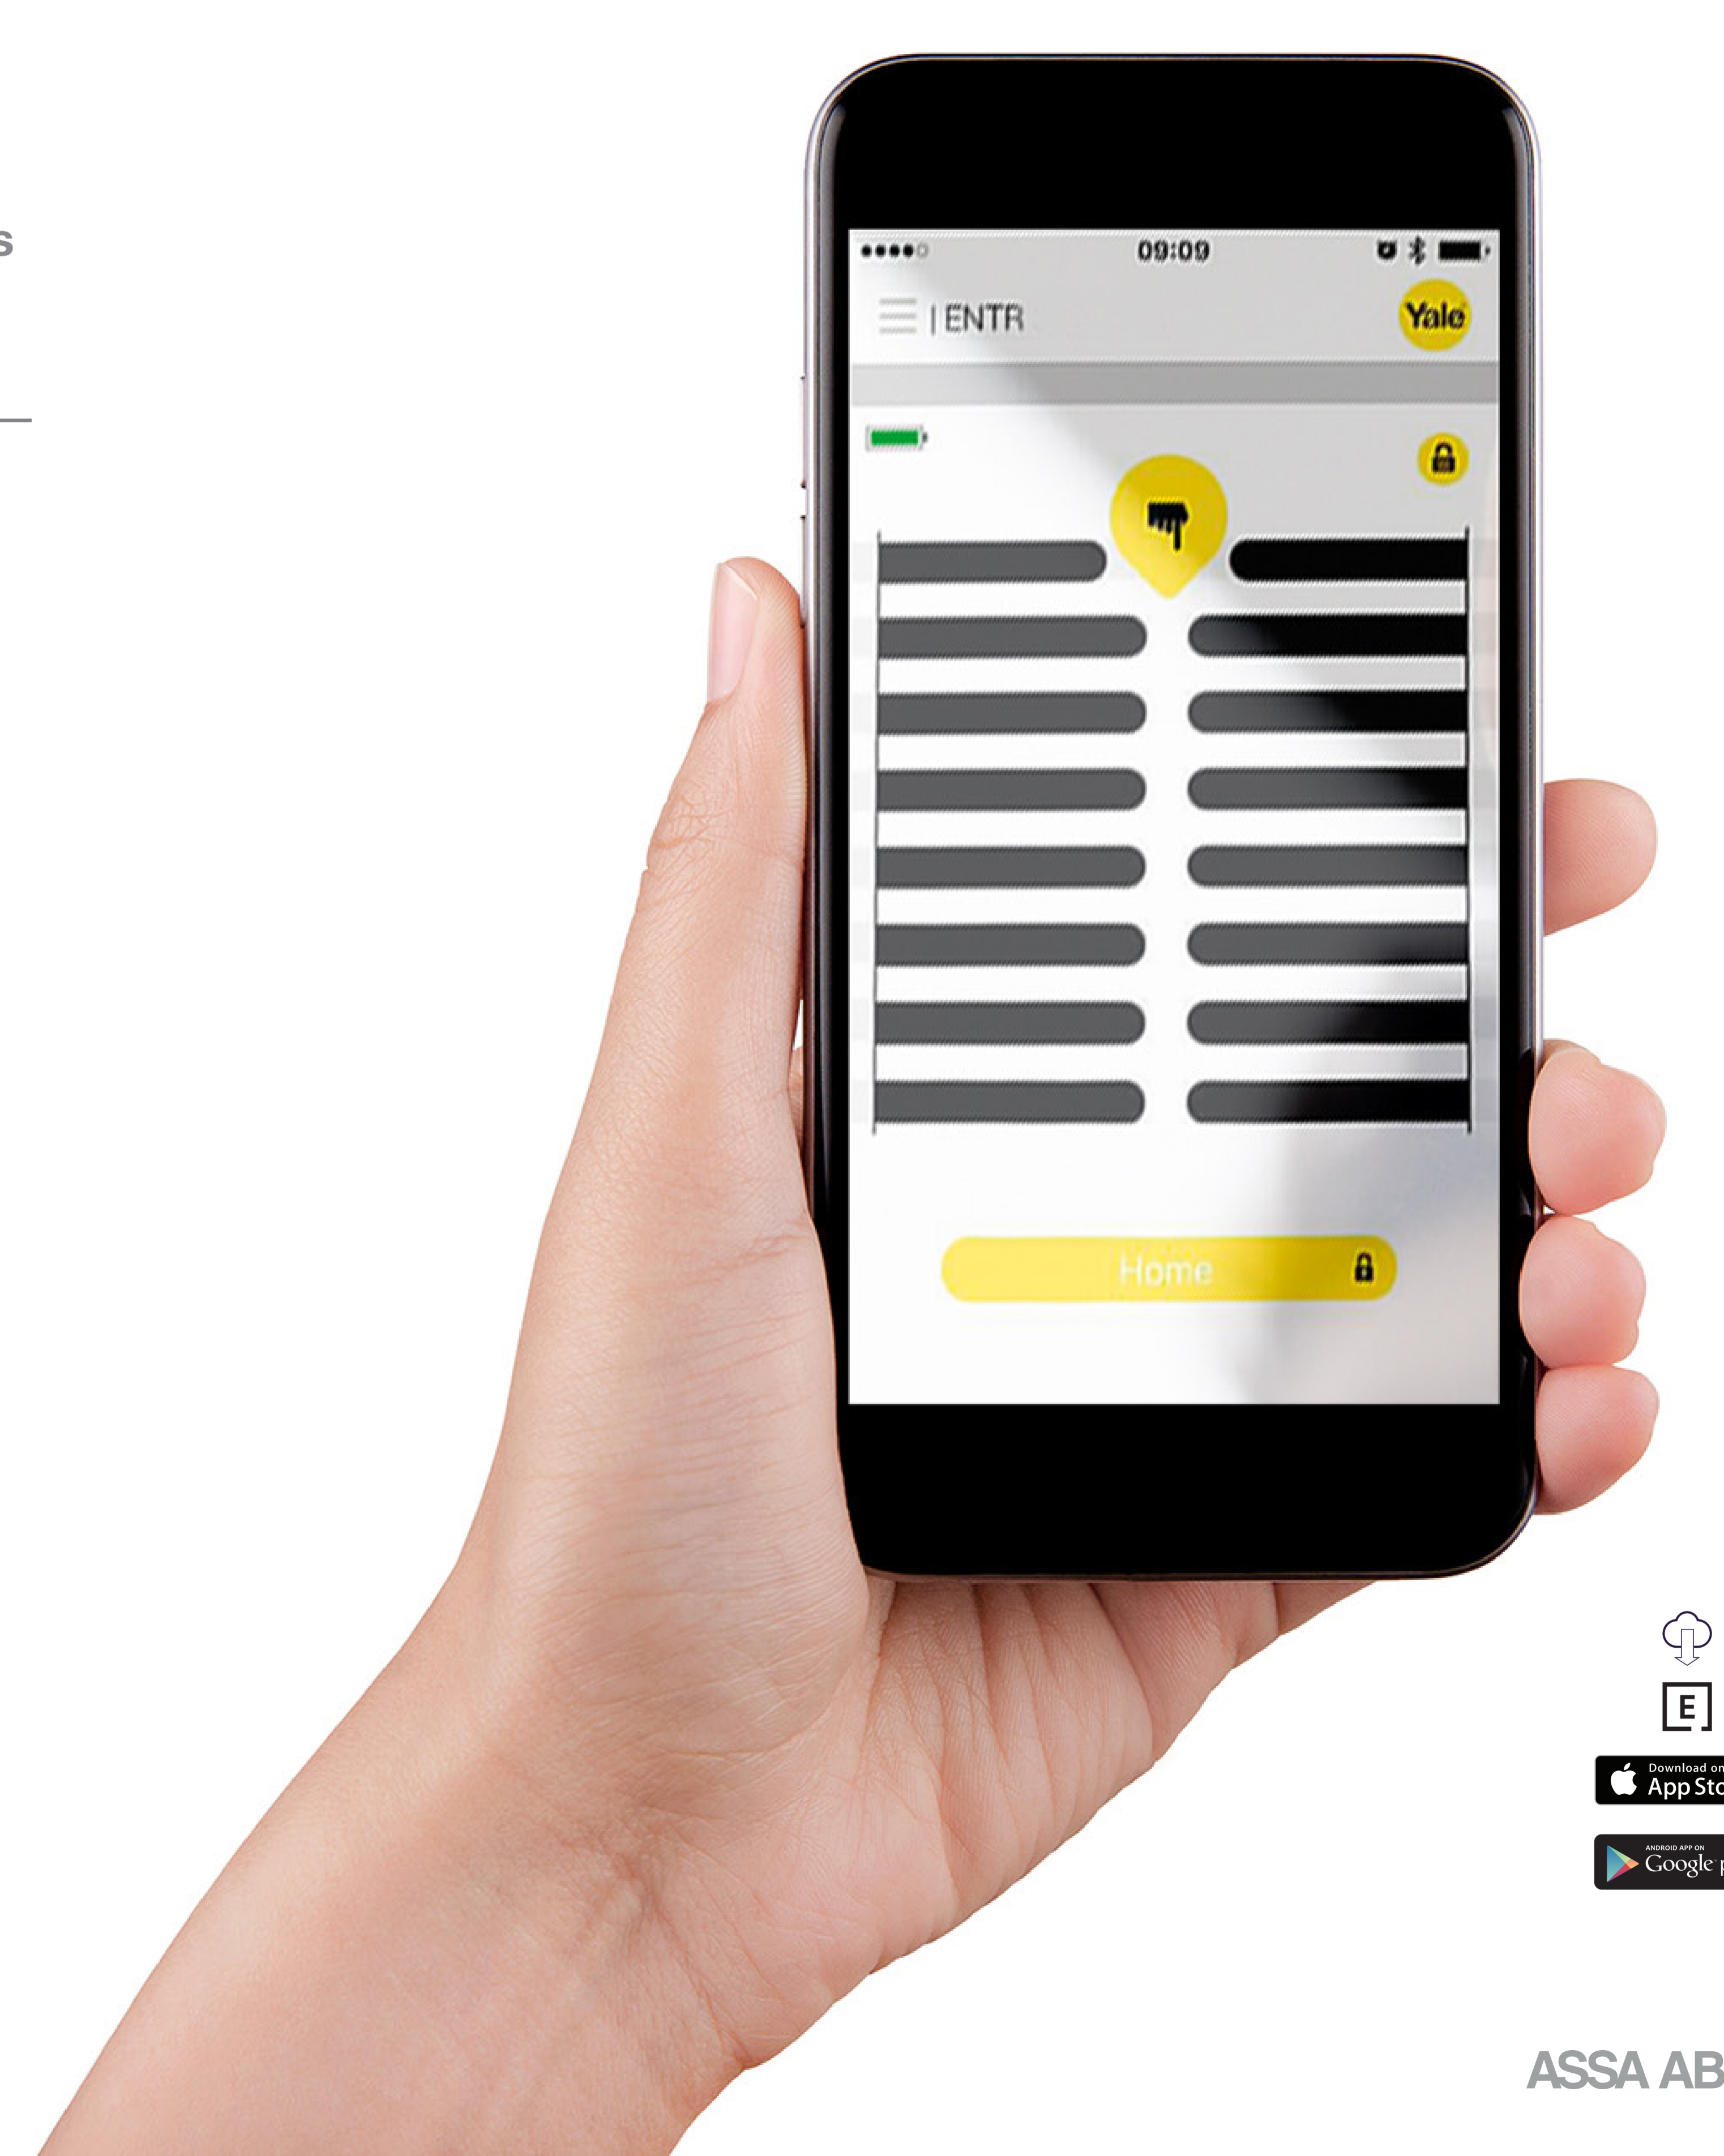 s
09:09
| ENTR
Yale
Home
E
Download on
App Sto
ANDROID APP ON
Google p
ASSA AB